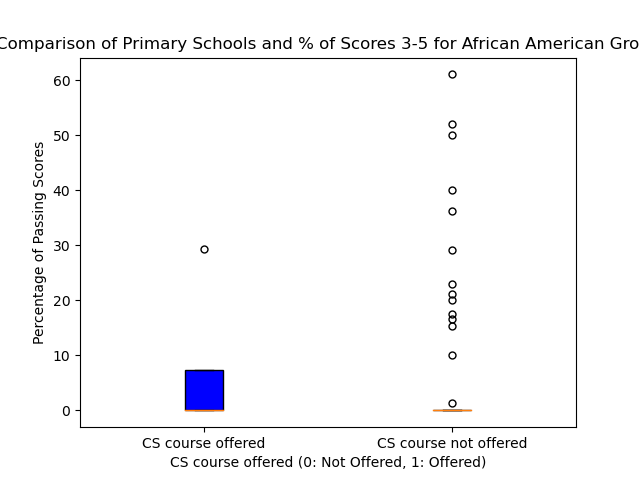 Comparison of Primary Schools and % of Scores 3-5 for African American Gro
Percentage of Passing Scores
60
50
40
30
20
10
0
CS course offered
CS course not offered
CS course offered (0: Not Offered, 1: Offered)